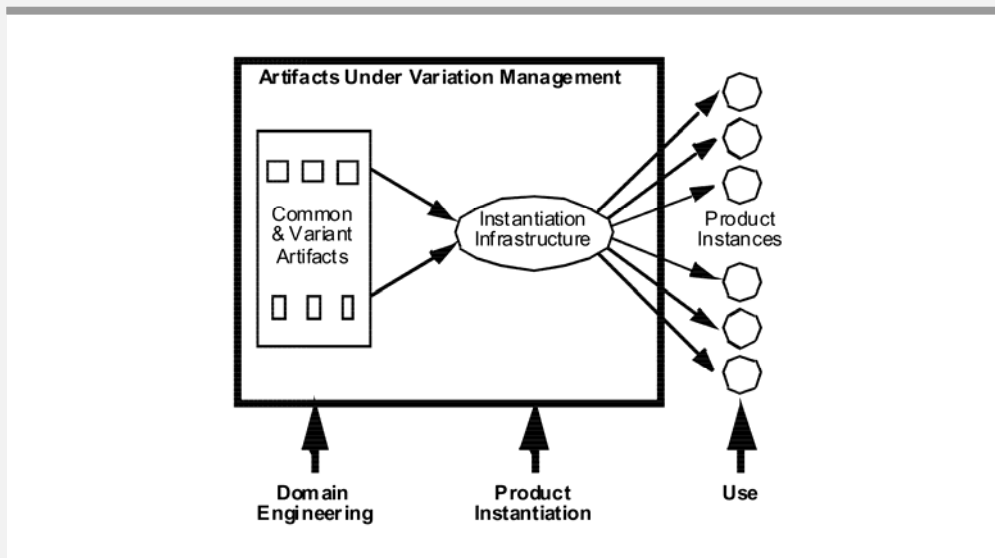 Artifacts Under Variation Management
Common
& Variant
Artifacts
Instantiation
Infrastructure
Product
Instances
Domain
Engineering
Product
Instantiation
Use